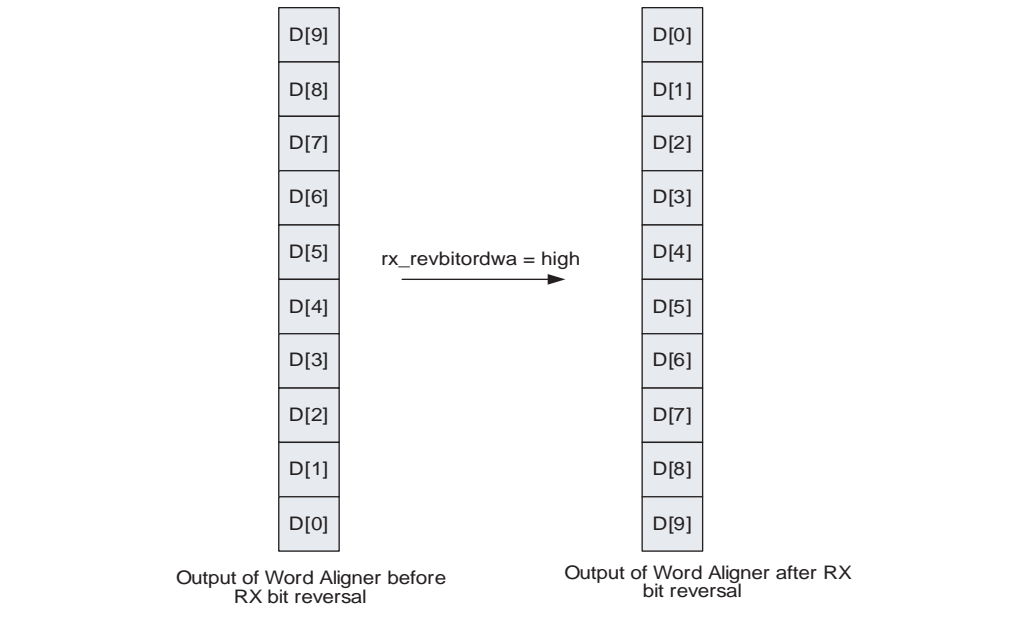 D[9]
D[8]
D[7]
D[6]
D[5]
D[4]
D[3]
D[2]
D[1]
D[0]
Output of Word Aligner before
RX bit reversal
rx_revbitordwa = high
D[0]
D[1]
D[2]
D[3]
D[4]
D[5]
D[6]
D[7]
D[8]
D[9]
Output of Word Aligner after RX
bit reversal